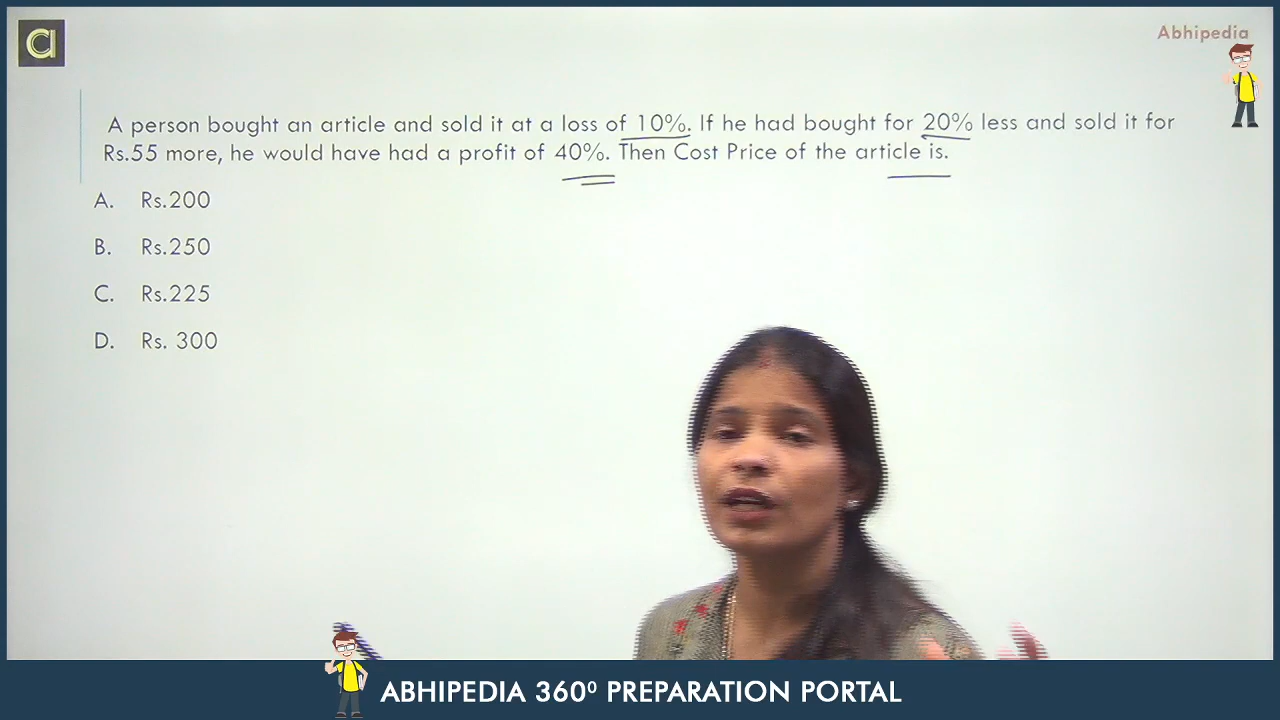 Abhipedia
A person bought an article and sold it at a loss of 10%. If he had bought for 20% less and sold it for
Rs.55 more, he would have had a profit of 40%. Then Cost Price of the article is.
A. Rs.200
B. Rs.250
C. Rs.225
D. Rs. 300
ABHIPEDIA 360⁰ PREPARATION PORTAL